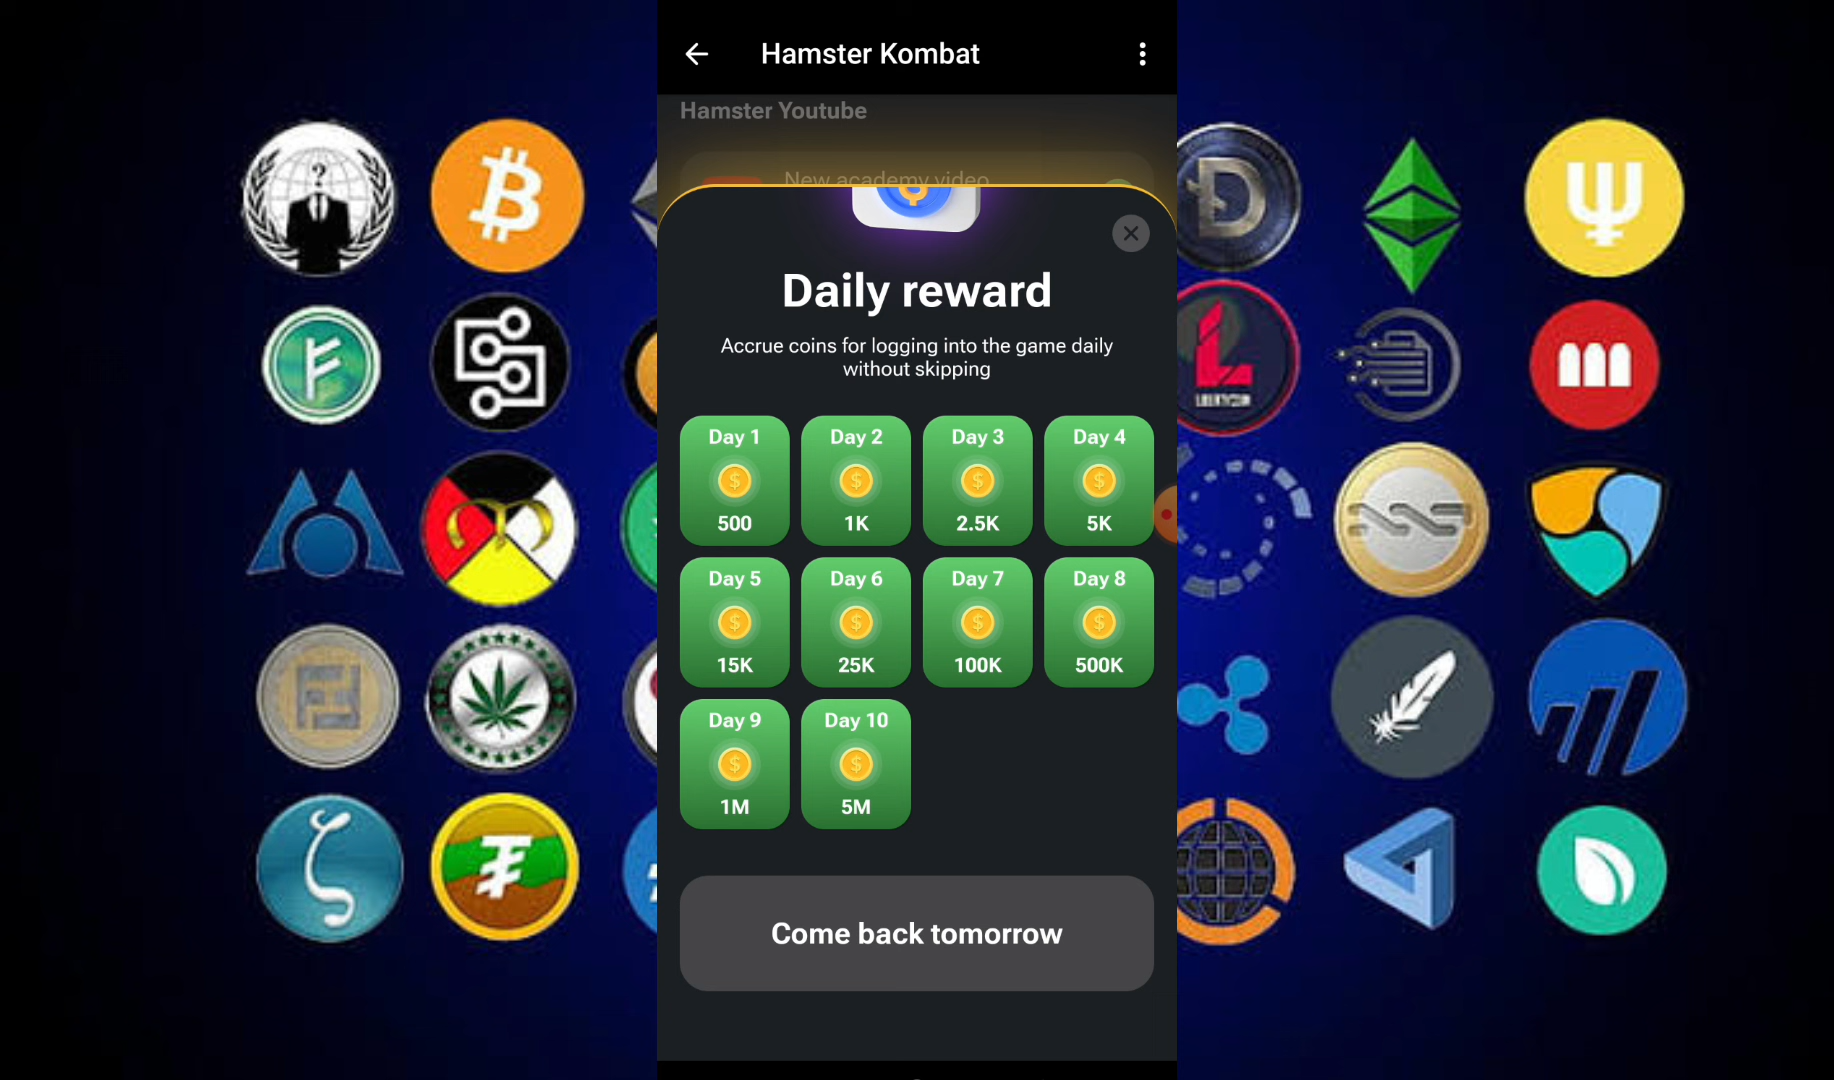 Hamster Kombat
Hamster Youtube
New academy video
Daily reward
Accrue coins for logging into the game daily
without skipping
Day 1
Day 2
Day 3
Day 4
500
1K
2.5K
5K
Day 5
Day 6
Day 7
Day 8
15K
25K
100K
500K
Day 9
Day 10
1M
5M
Come back tomorrow